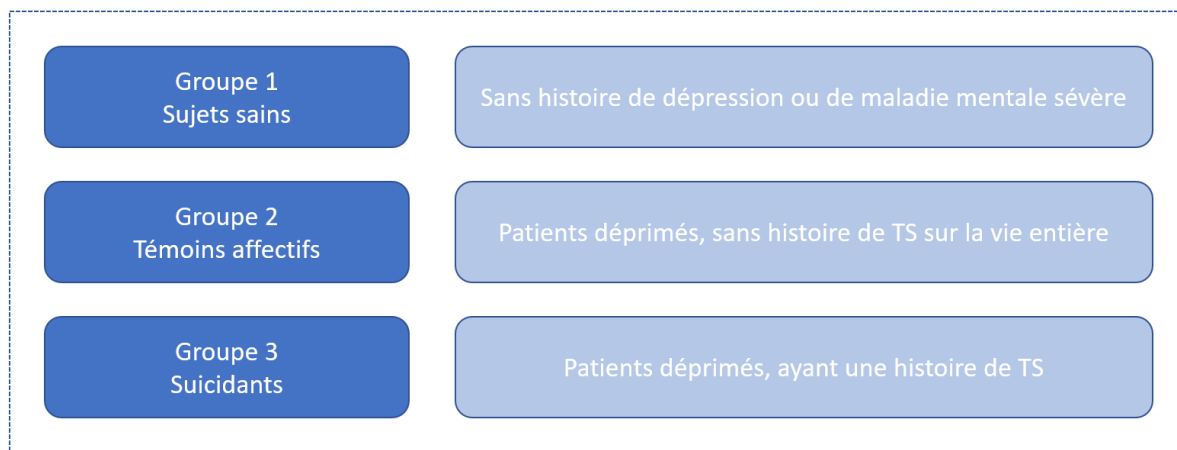 Groupe 1
Sujets sains
Sans histoire de dépression ou de maladie mentale sévère
Groupe 2
Témoins affectifs
Patients déprimés, sans histoire de TS sur la vie entière
Groupe 3
Suicidants
Patients déprimés, ayant une histoire de TS